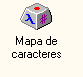 λ #
Mapa de
caracteres